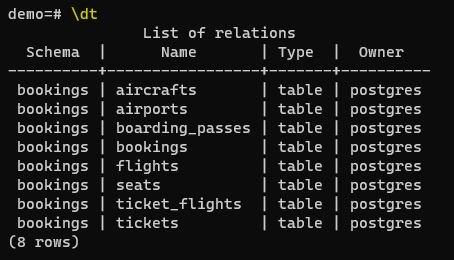 demo=# \dt
List of relations
Schema | Name | Type | Owner
----------+-----------------+-------+----------
bookings | aircrafts | table | postgres
bookings | airports | table | postgres
bookings | boarding_passes | table | postgres
bookings | bookings | table | postgres
bookings | flights | table | postgres
bookings | seats | table | postgres
bookings | ticket_flights | table | postgres
bookings | tickets | table | postgres
(8 rows)